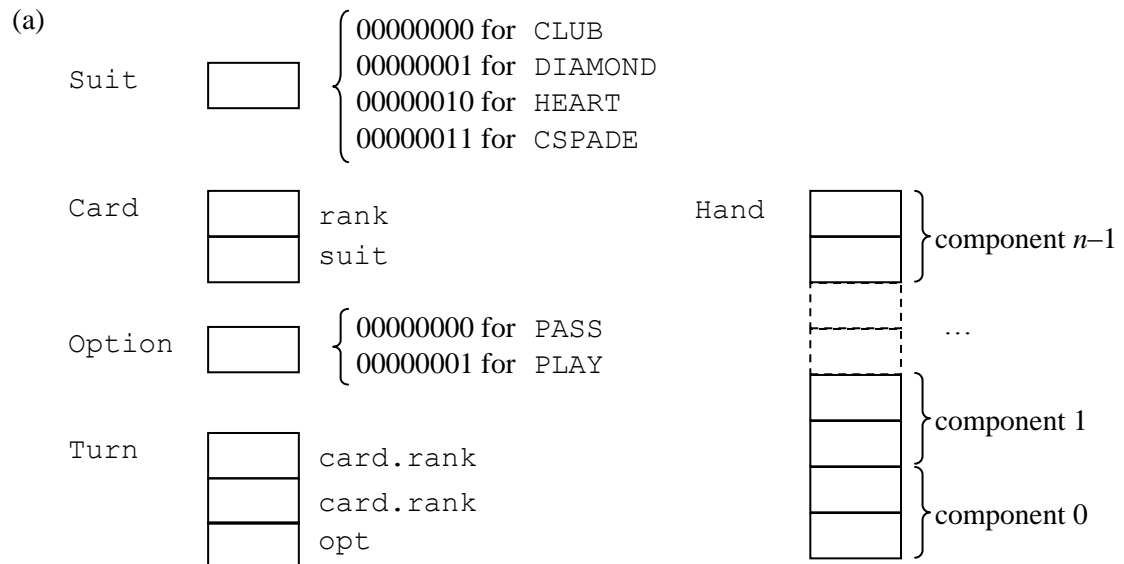 (a)
Suit
00000000 for CLUB
00000001 for DIAMOND
00000010 for HEART
00000011 for CSPADE
Card
rank
suit
Option
00000000 for PASS
00000001 for PLAY
Turn
card.rank
card.rank
opt
Hand
component n–1
...
component 1
component 0